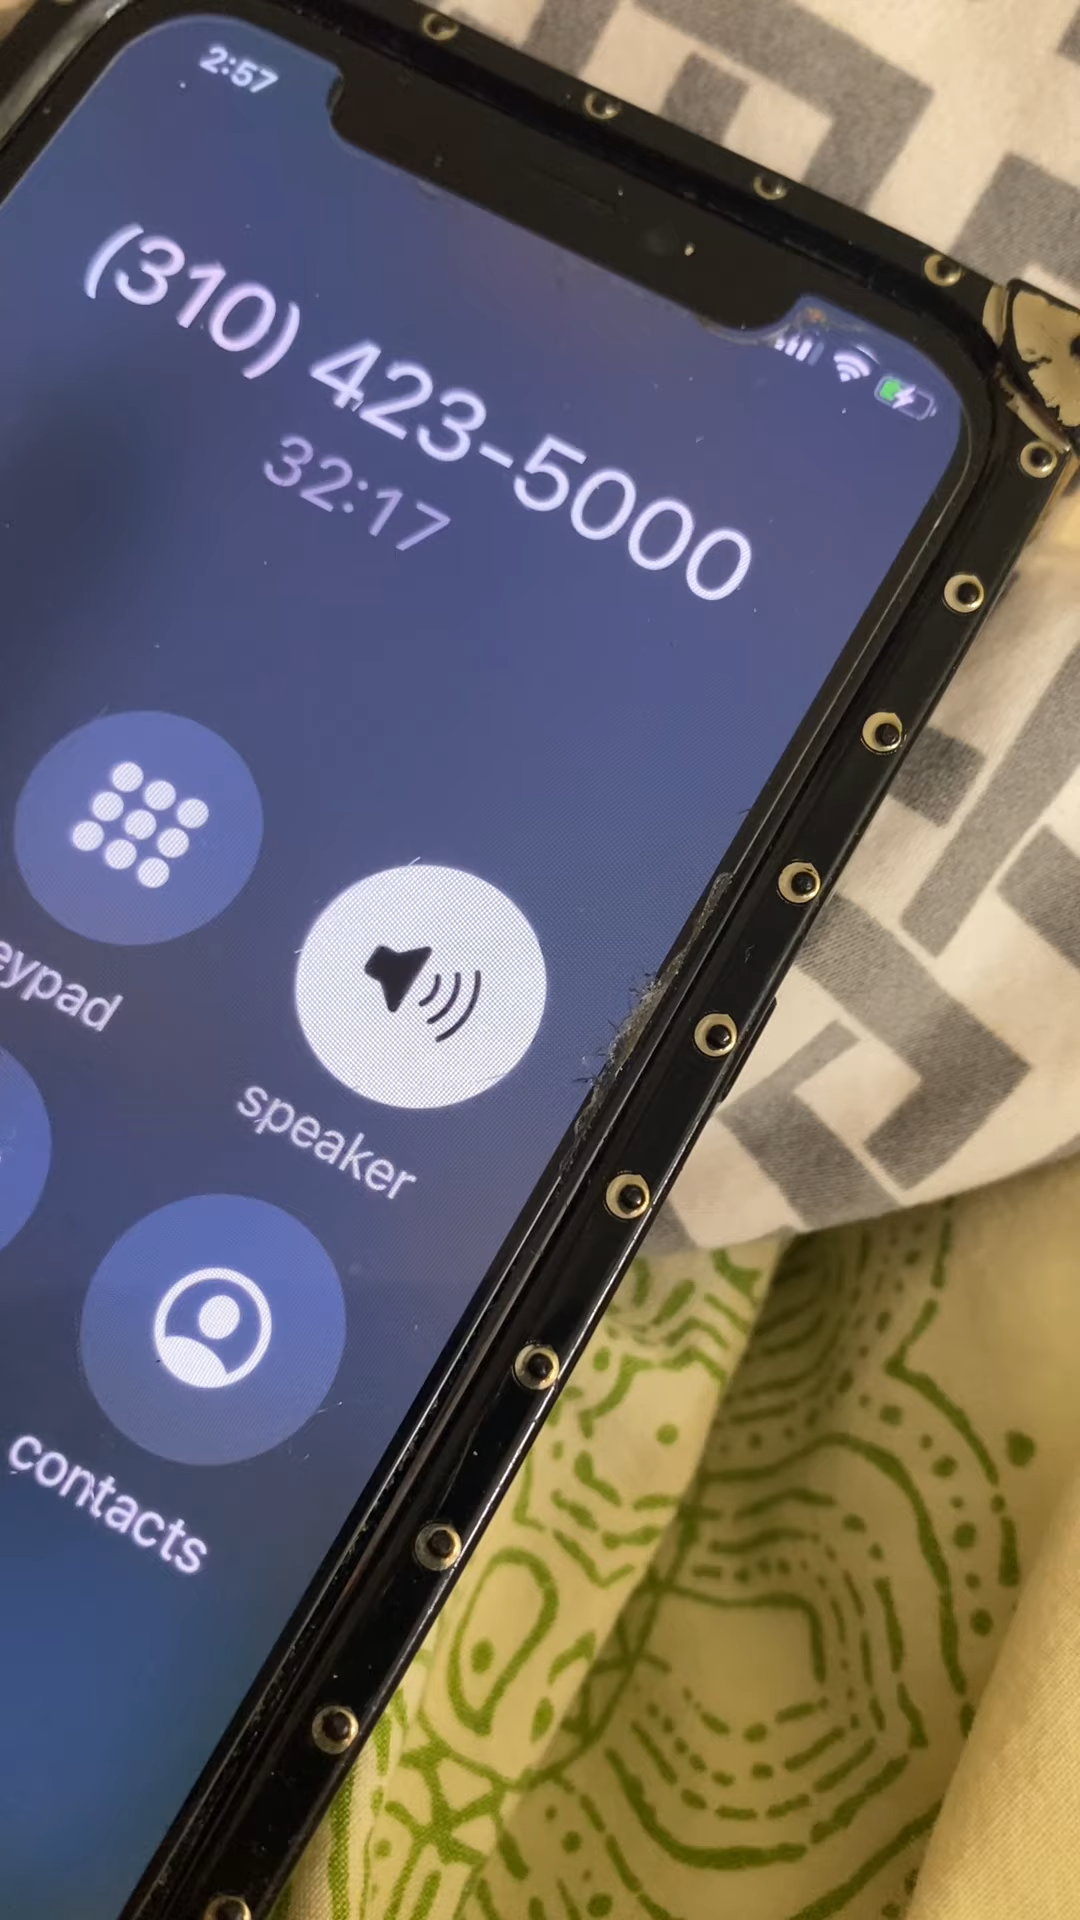 2:57
(310) 423-5000
32:17
eypad
speaker
contacts